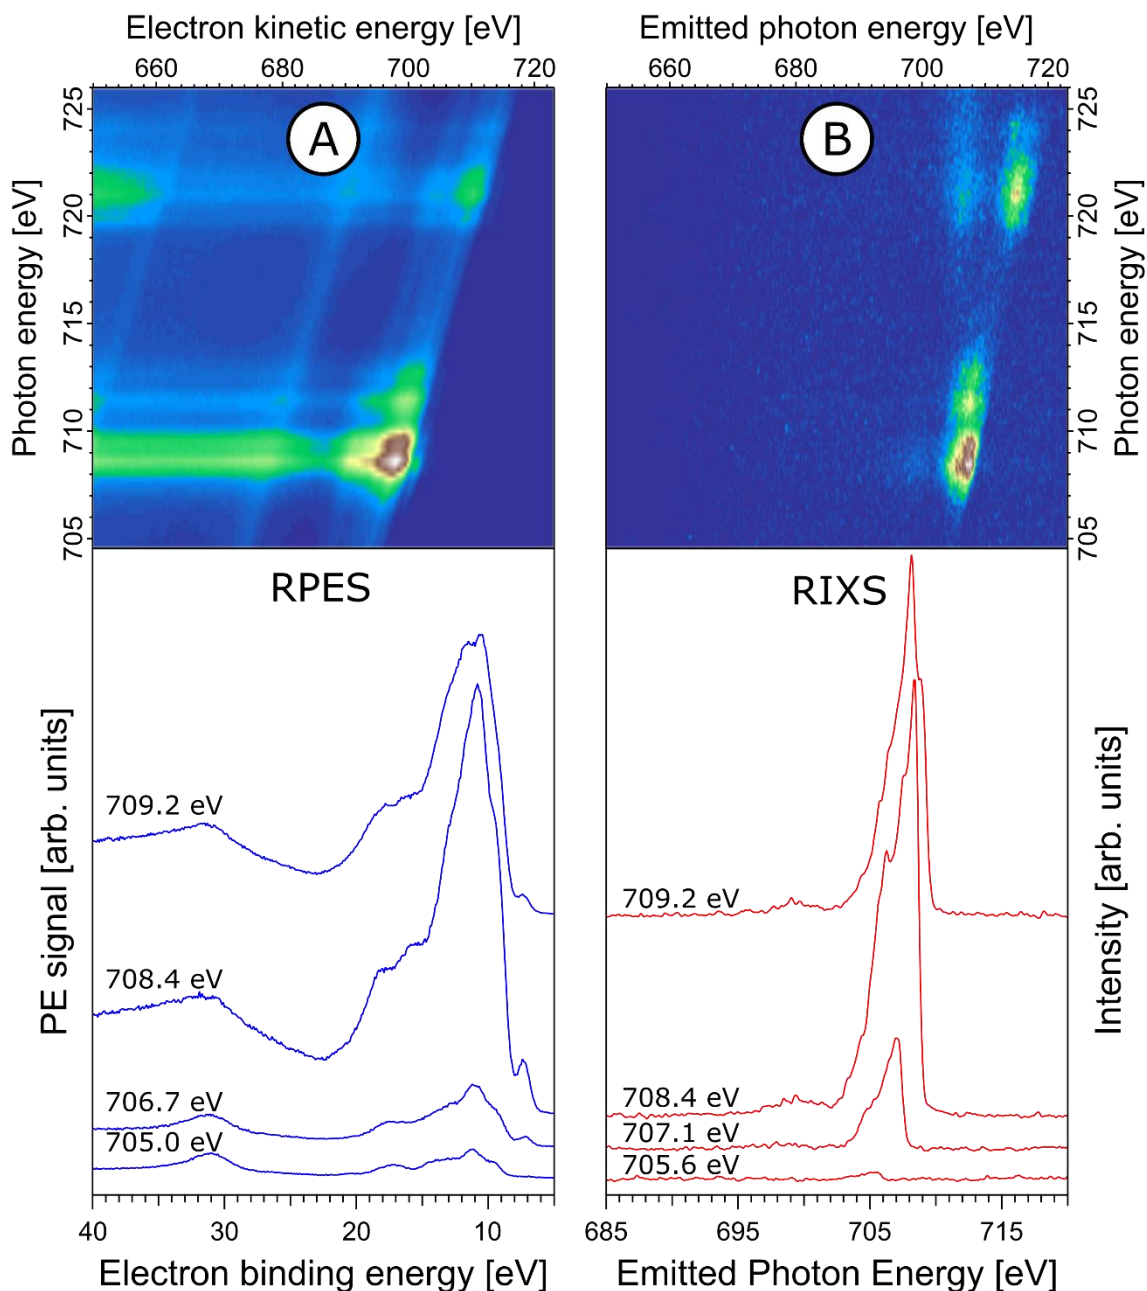 Electron kinetic energy [eV]
660 680 700 720
Emitted photon energy [eV]
660 680 700 720
A
B
Photon energy [eV]
725
720
715
710
705
Photon energy [eV]
725
720
715
710
705
RPES
RIXS
PE signal [arb. units]
709.2 eV
708.4 eV
706.7 eV
705.0 eV
Intensity [arb. units]
709.2 eV
708.4 eV
707.1 eV
705.6 eV
40 30 20 10
Electron binding energy [eV]
685 695 705 715
Emitted Photon Energy [eV]